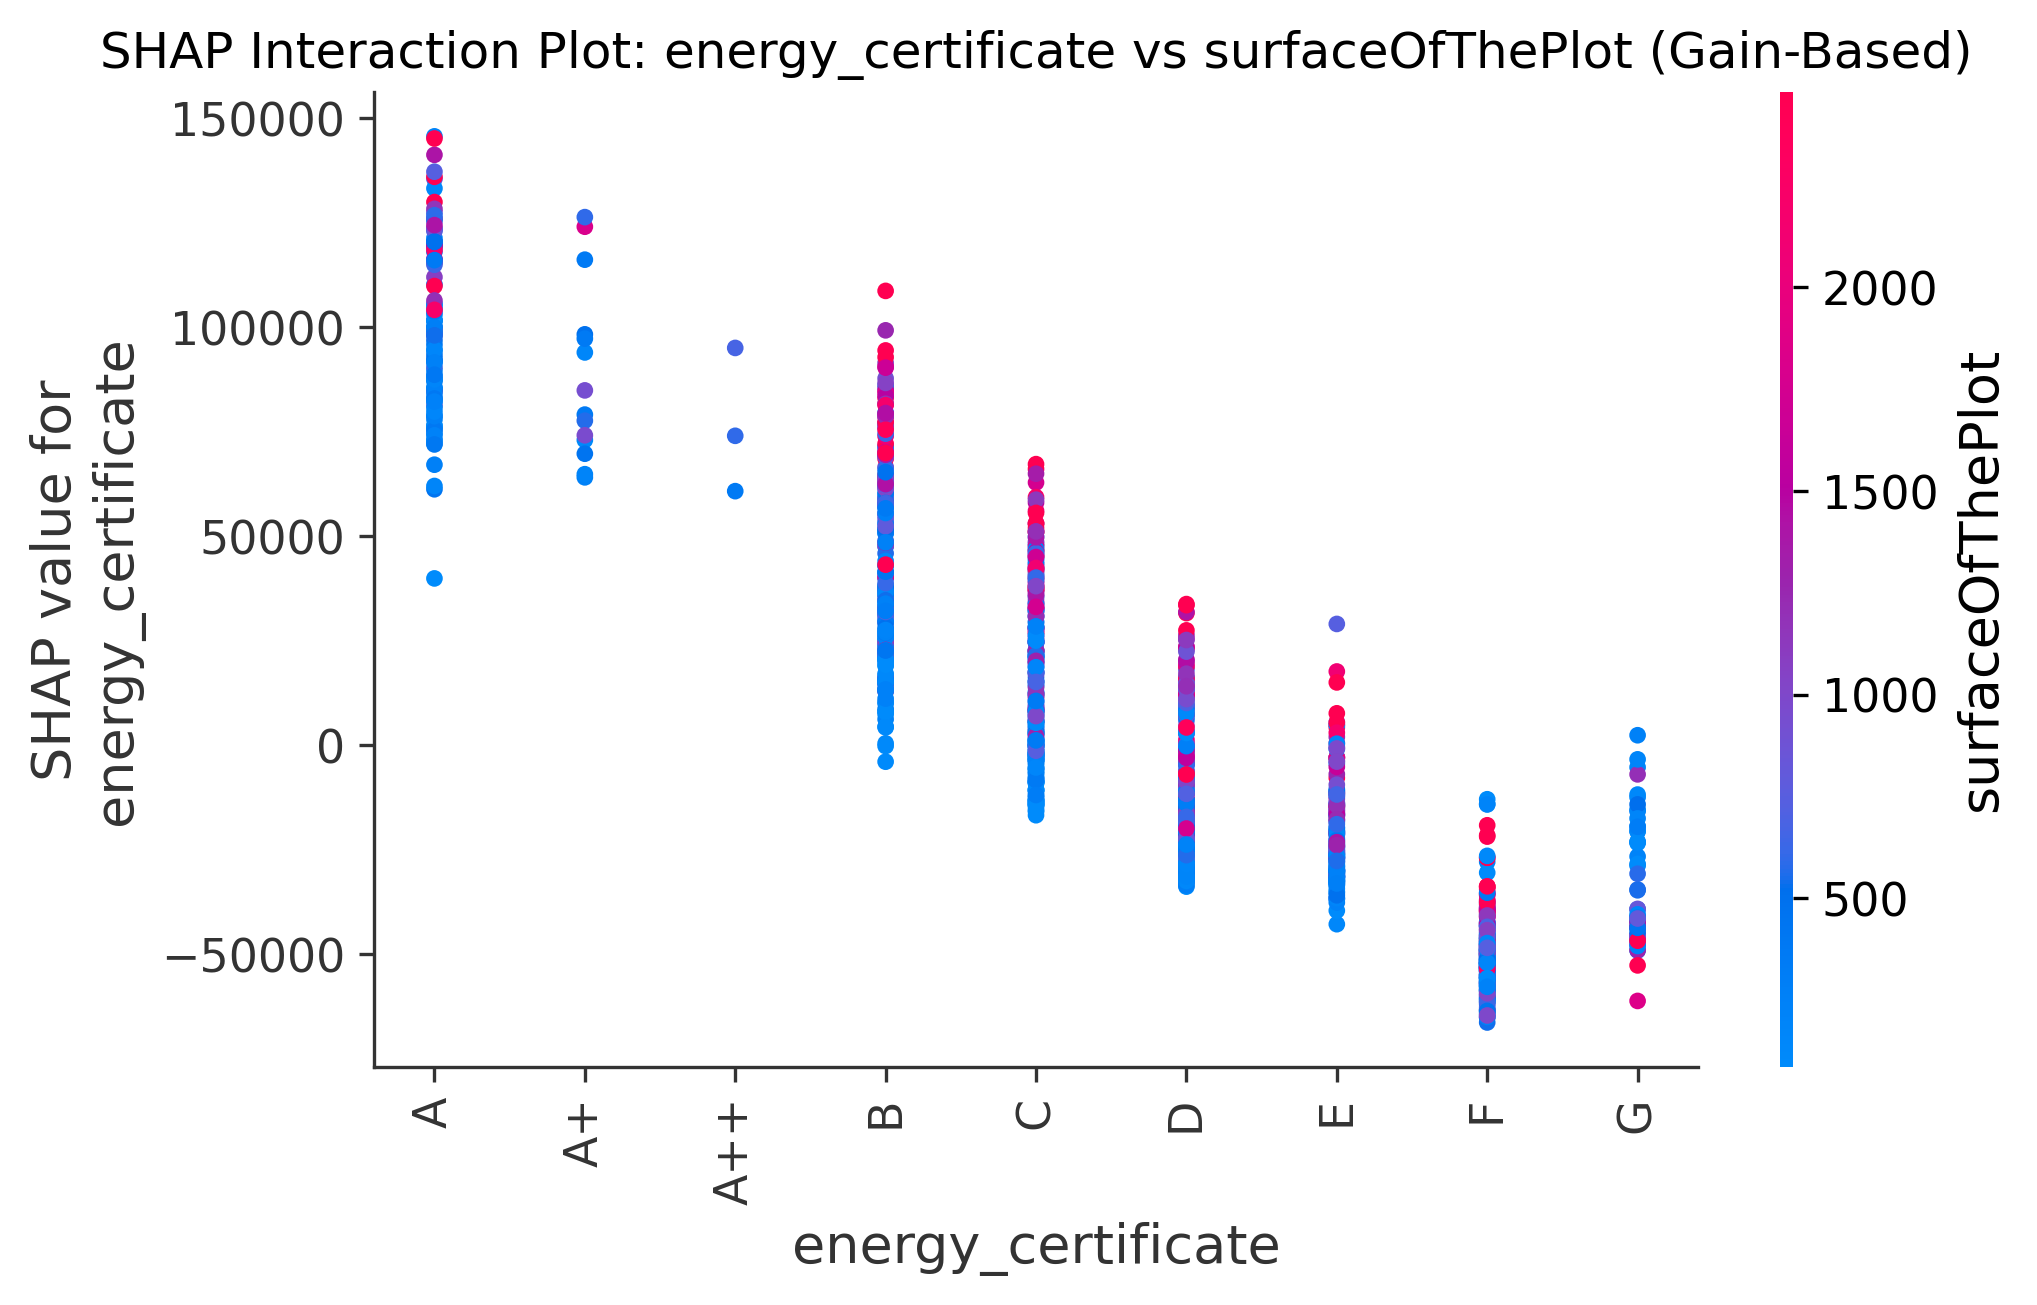 SHAP Interaction Plot: energy_certificate vs surfaceOfThePlot (Gain-Based)
150000
100000
50000
0
−50000
SHAP value for
energy_certificate
A
A+
A++
B
C
D
E
F
G
energy_certificate
2000
1500
1000
500
surfaceOfThePlot